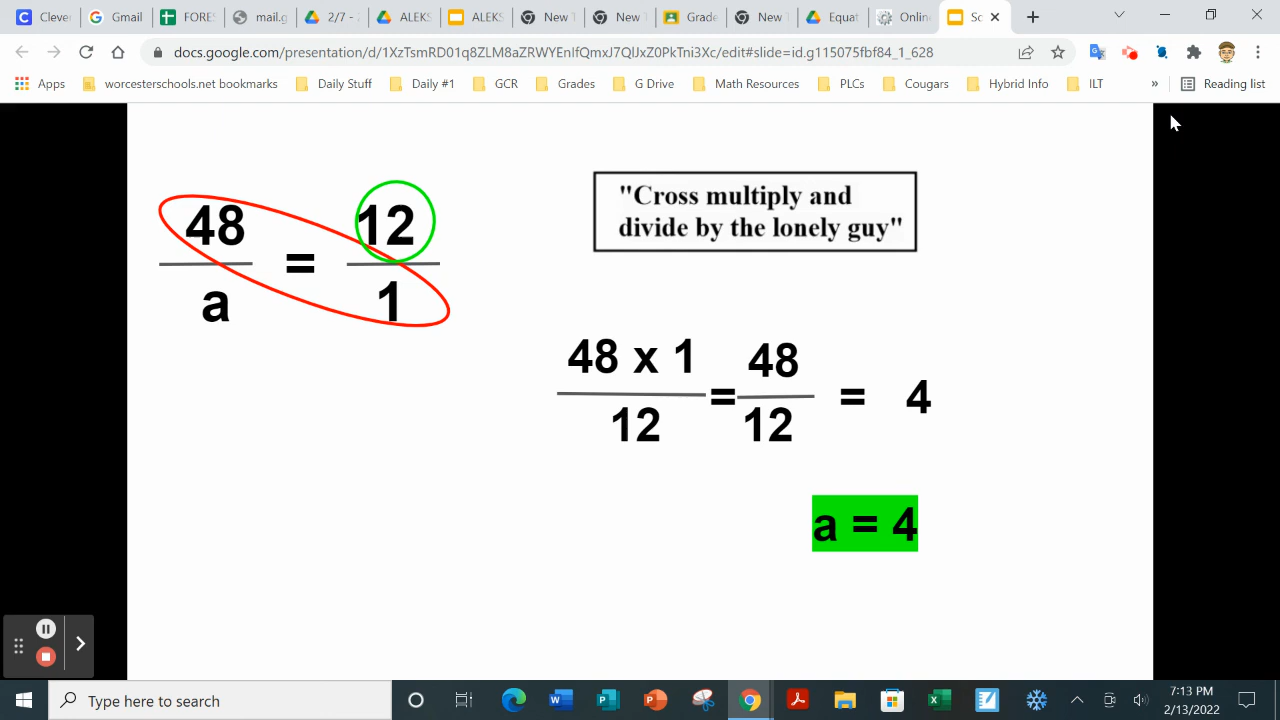 Clever
Gmail
FORE
mail.g
2/7 -
ALEKS
ALEKS
New T
New T
Grade
New T
Equat
Online
Sc
docs.google.com/presentation/d/1XzTsmRD01q8ZLM8aZRWYEnIfQmxJ7QlJxZ0PkTni3Xc/edit#slide=id.g115075fbf84_1_628
Apps
worcesterschools.net bookmarks
Daily Stuff
Daily #1
GCR
Grades
G Drive
Math Resources
PLCs
Cougars
Hybrid Info
ILT
»
Reading list
48
a
=
12
1
"Cross multiply and
divide by the lonely guy"
48 x 1
12
=
48
12
= 4
a = 4
Type here to search
7:13 PM
2/13/2022